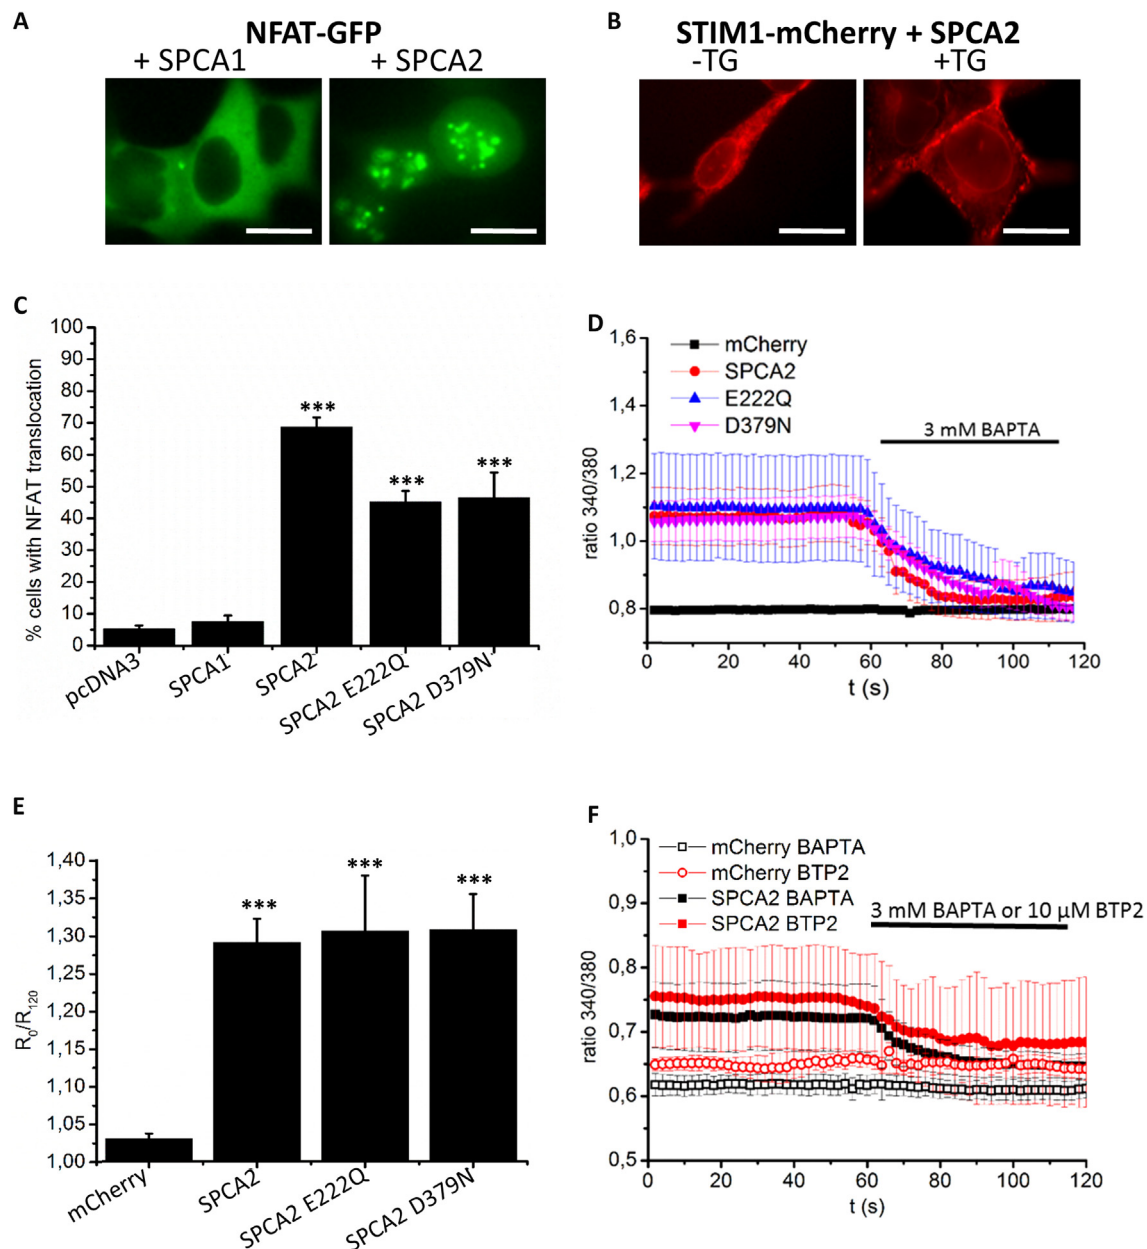 A
NFAT-GFP
+ SPCA1
+ SPCA2
B
STIM1-mCherry + SPCA2
-TG
+TG
C
% cells with NFAT translocation
100
90
80
70
60
50
40
30
20
10
0
***
***
***
pcDNA3
SPCA1
SPCA2
SPCA2 E222Q
SPCA2 D379N
D
ratio 340/380
1,6
1,4
1,2
1,0
0,8
mCherry
SPCA2
E222Q
D379N
3 mM BAPTA
0 20 40 60 80 100 120
t (s)
E
R0/R120
1,40
1,35
1,30
1,25
1,20
1,15
1,10
1,05
1,00
***
***
***
mCherry
SPCA2
SPCA2 E222Q
SPCA2 D379N
F
ratio 340/380
1,0
0,9
0,8
0,7
0,6
0,5
mCherry BAPTA
mCherry BTP2
SPCA2 BAPTA
SPCA2 BTP2
3 mM BAPTA or 10 µM BTP2
0 20 40 60 80 100 120
t (s)